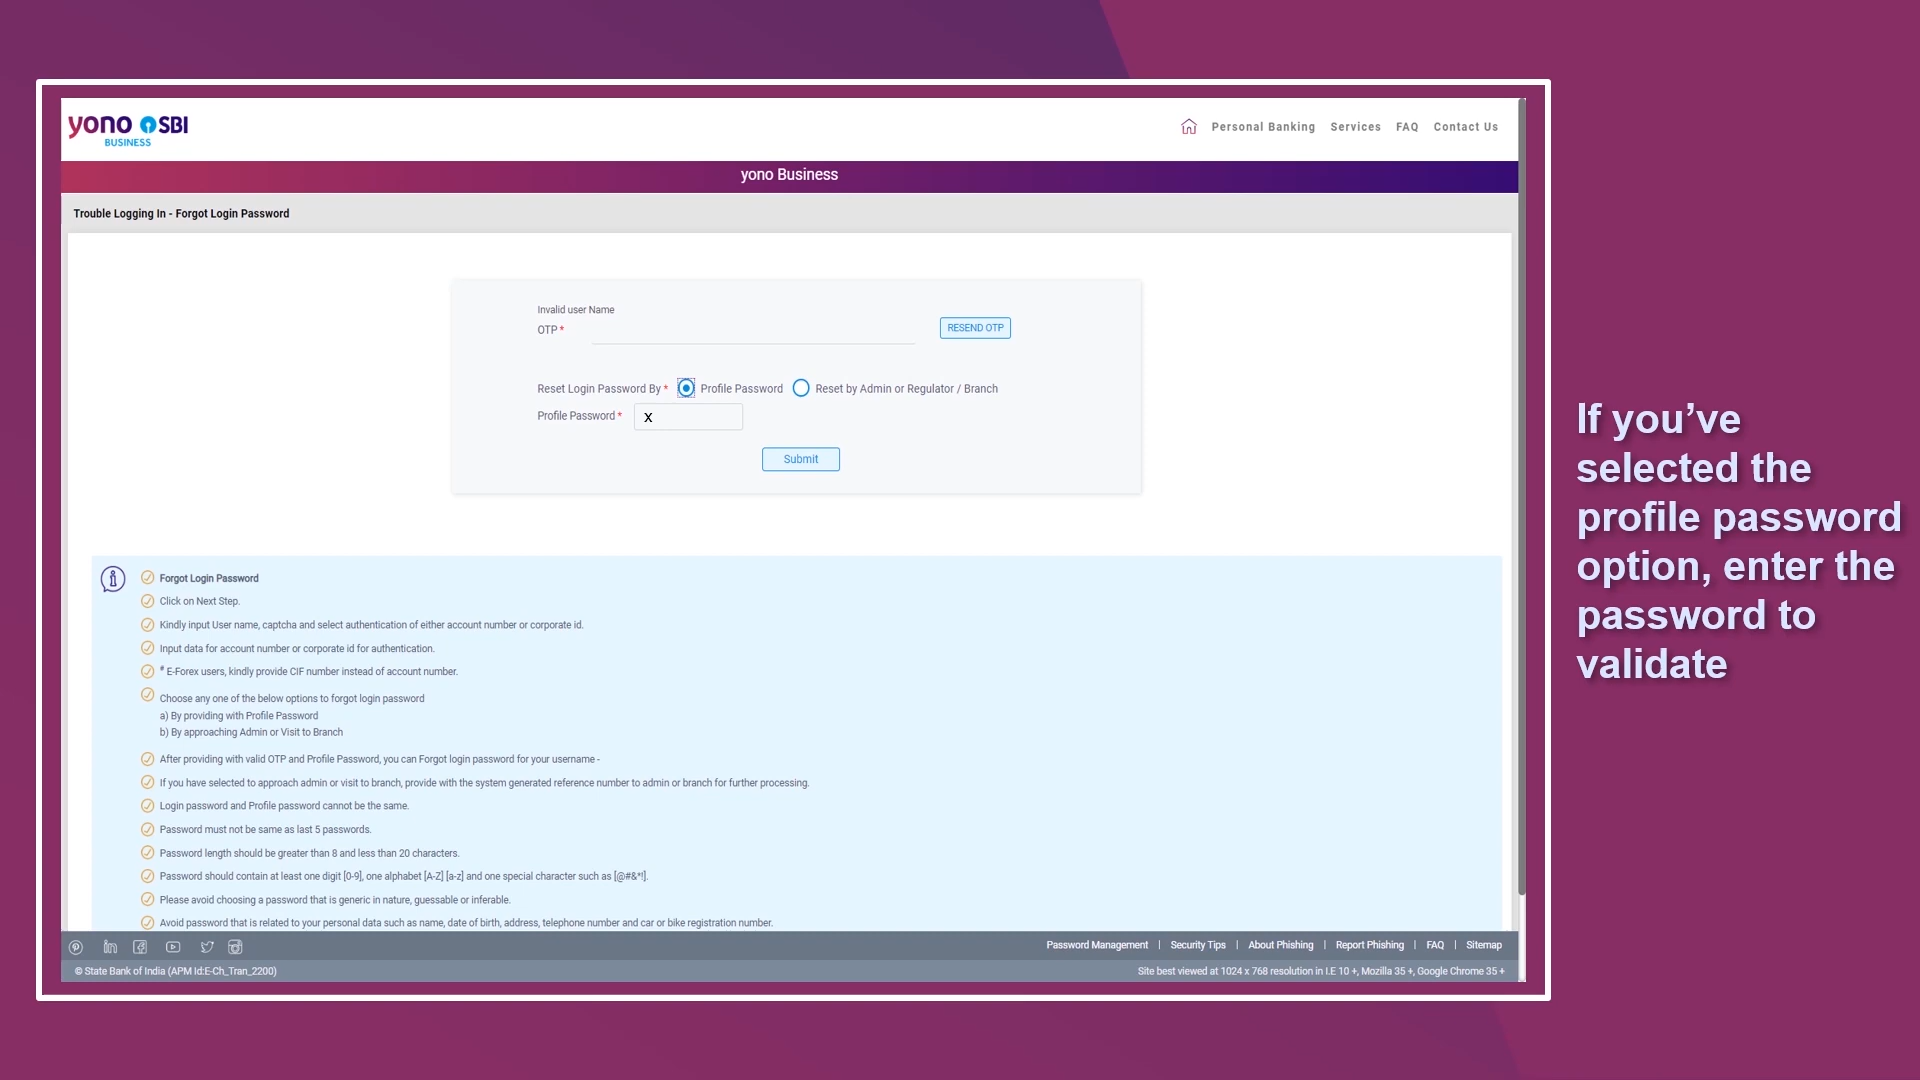 yono SBI
BUSINESS
Personal Banking Services FAQ Contact Us
yono Business
Trouble Logging In - Forgot Login Password
Invalid user Name
OTP *
RESEND OTP
Reset Login Password By * Profile Password Reset by Admin or Regulator / Branch
Profile Password * X
Submit
Forgot Login Password
Click on Next Step.
Kindly input User name, captcha and select authentication of either account number or corporate id.
Input data for account number or corporate id for authentication.
# E-Forex users, kindly provide CIF number instead of account number.
Choose any one of the below options to forgot login password
a) By providing with Profile Password
b) By approaching Admin or Visit to Branch
After providing with valid OTP and Profile Password, you can Forgot login password for your username -
If you have selected to approach admin or visit to branch, provide with the system generated reference number to admin or branch for further processing.
Login password and Profile password cannot be the same.
Password must not be same as last 5 passwords.
Password length should be greater than 8 and less than 20 characters.
Password should contain at least one digit [0-9], one alphabet [A-Z] [a-z] and one special character such as [@#&*!].
Please avoid choosing a password that is generic in nature, guessable or inferable.
Avoid password that is related to your personal data such as name, date of birth, address, telephone number and car or bike registration number.
Password Management | Security Tips | About Phishing | Report Phishing | FAQ | Sitemap
© State Bank of India (APM Id:E-Ch_Tran_2200)
Site best viewed at 1024 x 768 resolution in I.E 10 +, Mozilla 35 +, Google Chrome 35 +
If you’ve
selected the
profile password
option, enter the
password to
validate